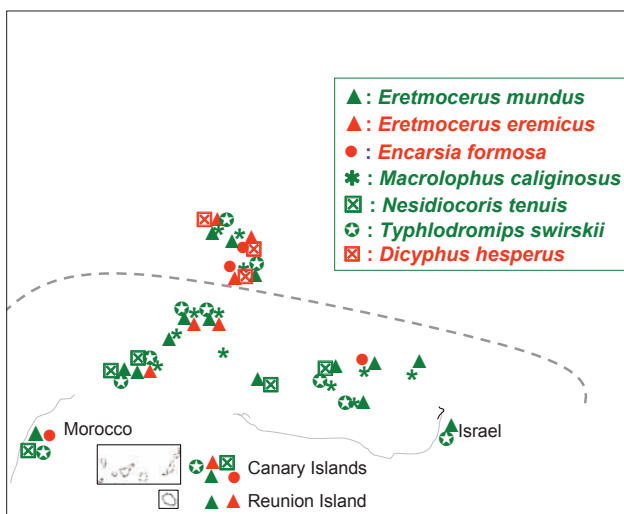 : Eretmocerus mundus
: Eretmocerus eremicus
: Encarsia formosa
: Macrolophus caliginosus
: Nesidiocoris tenuis
: Typhlodromips swirskii
: Dicyphus hesperus
Morocco
Israel
Canary Islands
Reunion Island